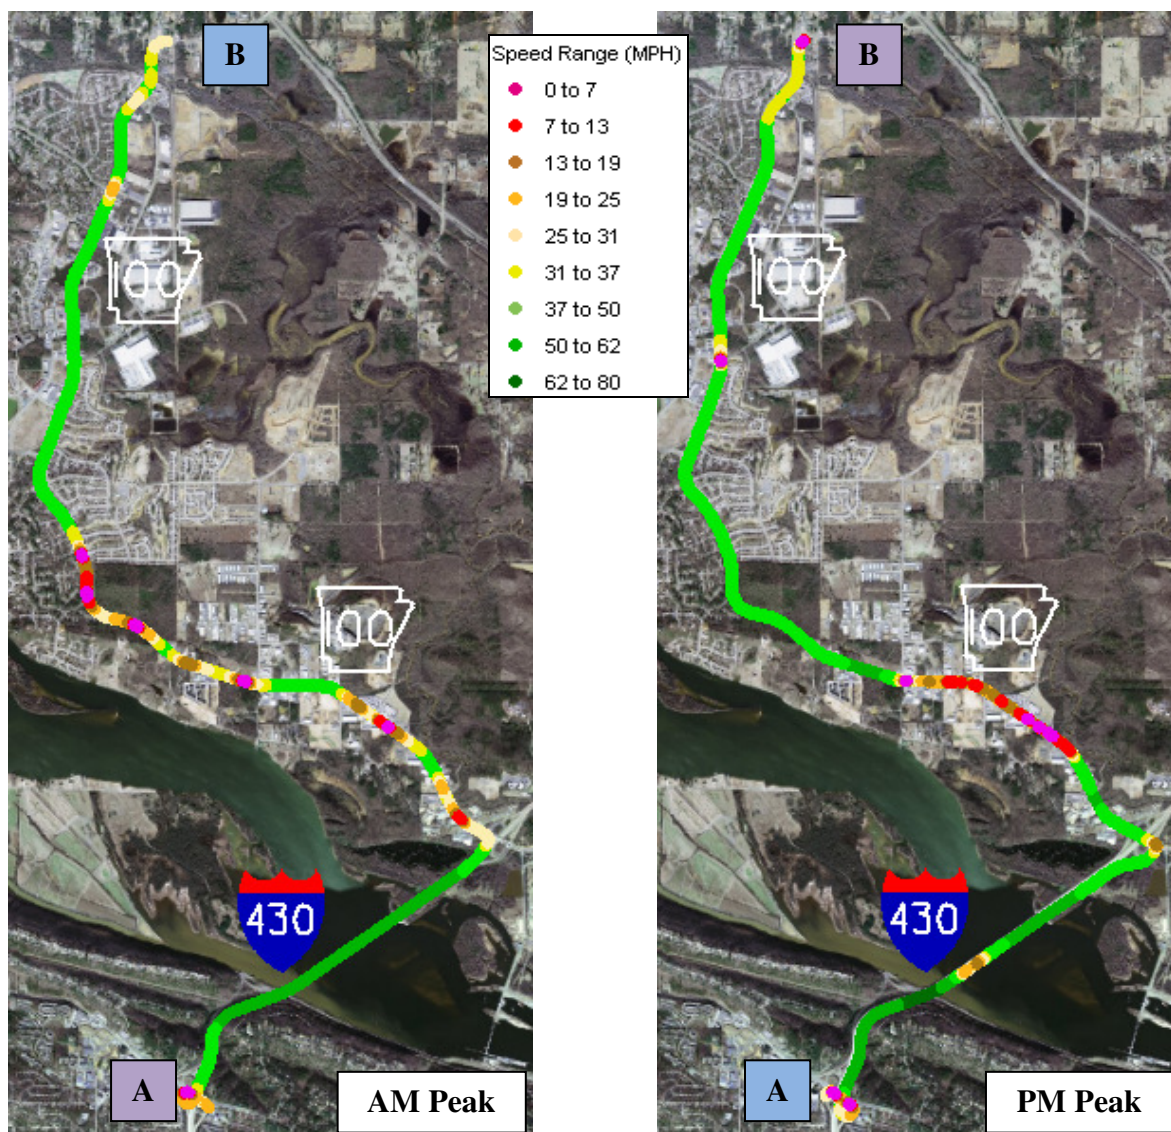 B
Speed Range (MPH)
0 to 7
7 to 13
13 to 19
19 to 25
25 to 31
31 to 37
37 to 50
50 to 62
62 to 80
B
100
100
100
100
430
430
A
AM Peak
A
PM Peak